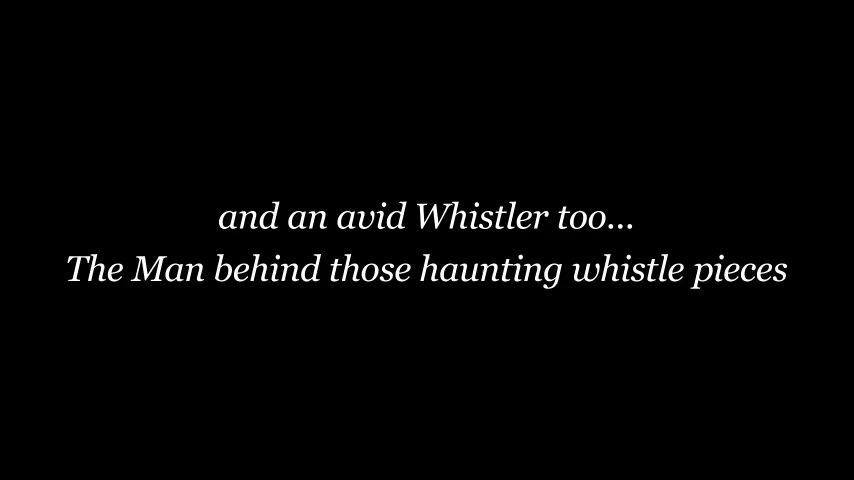 and an avid Whistler too...
The Man behind those haunting whistle pieces